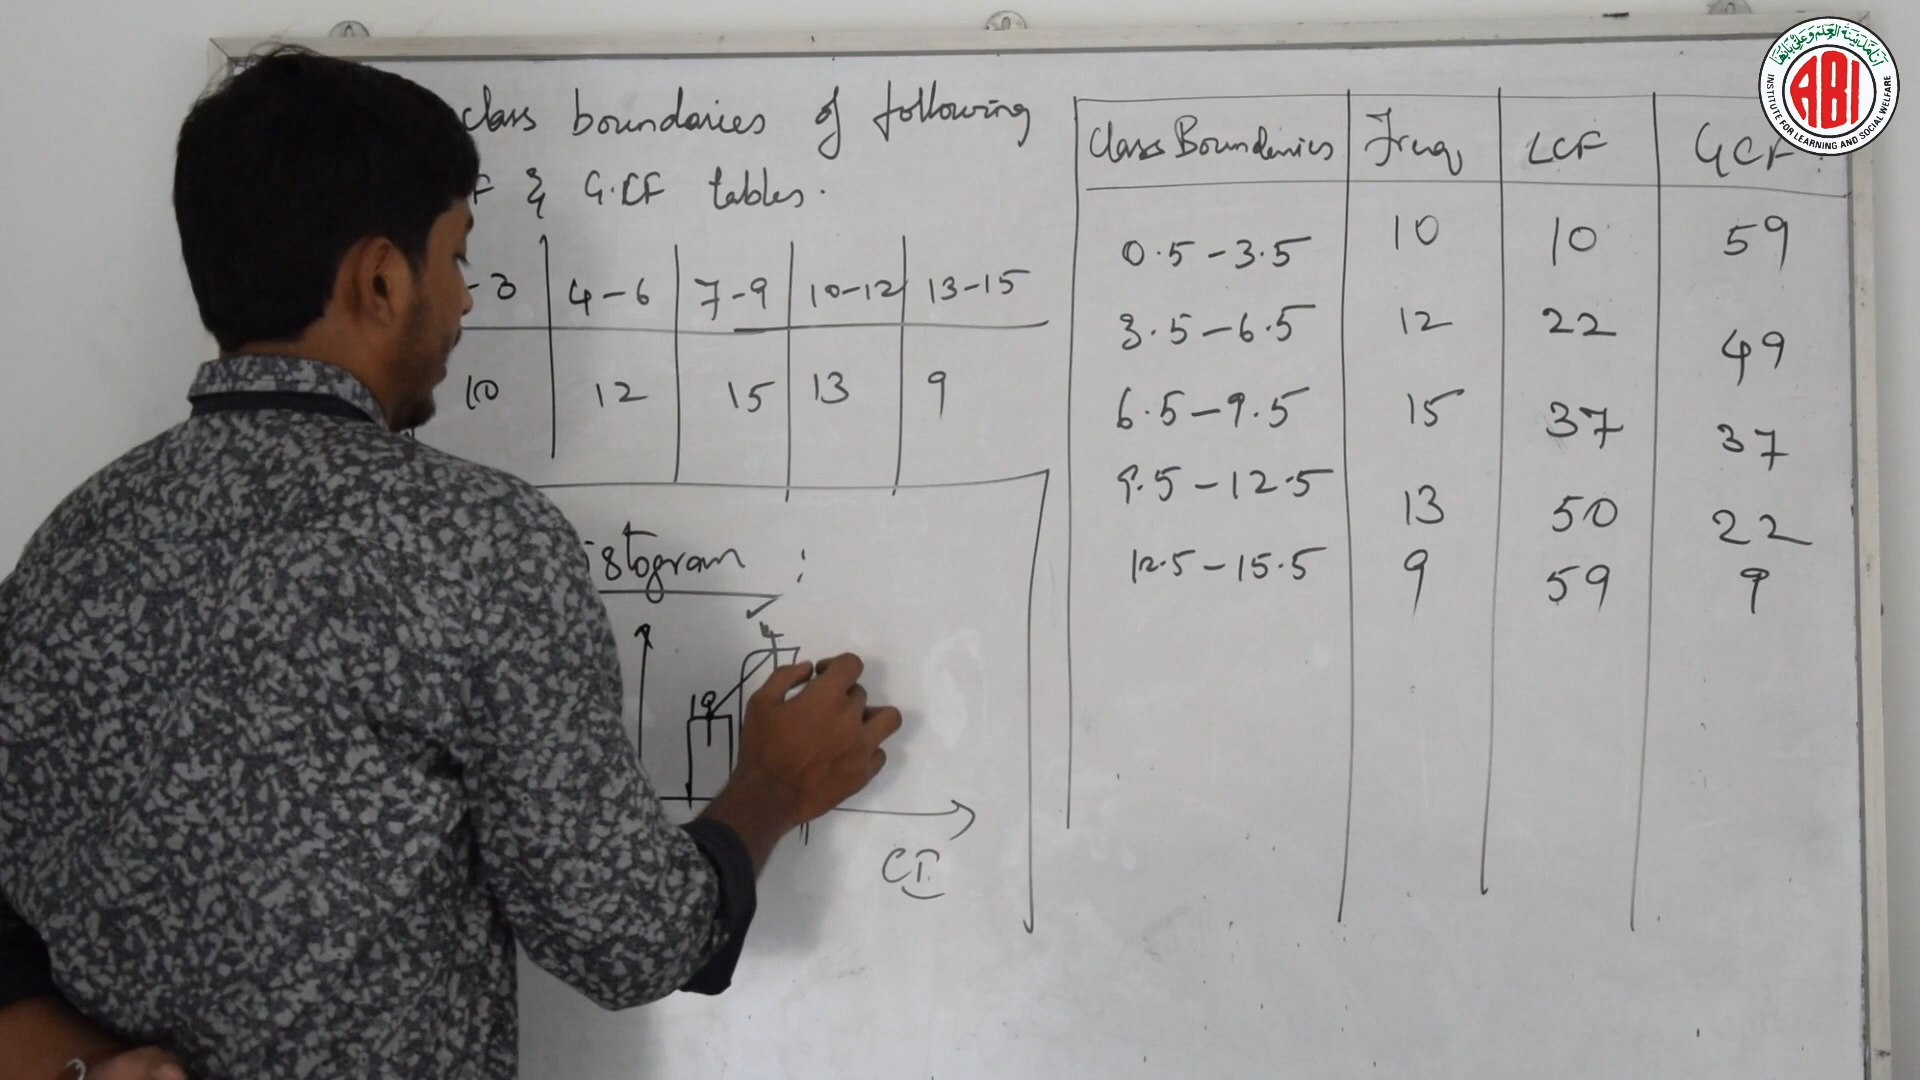 class boundaries of following
F & G.CF tables.
-3 4-6 7-9 10-12 13-15
10 12 15 13 9
istogram :
19
CI
Class Boundaries Freq LCF GCF
0.5-3.5 10 10 59
3.5-6.5 12 22 49
6.5-9.5 15 37 37
9.5-12.5 13 50 22
12.5-15.5 9 59 9
ABI
INSTITUTE FOR LEARNING AND SOCIAL WELFARE